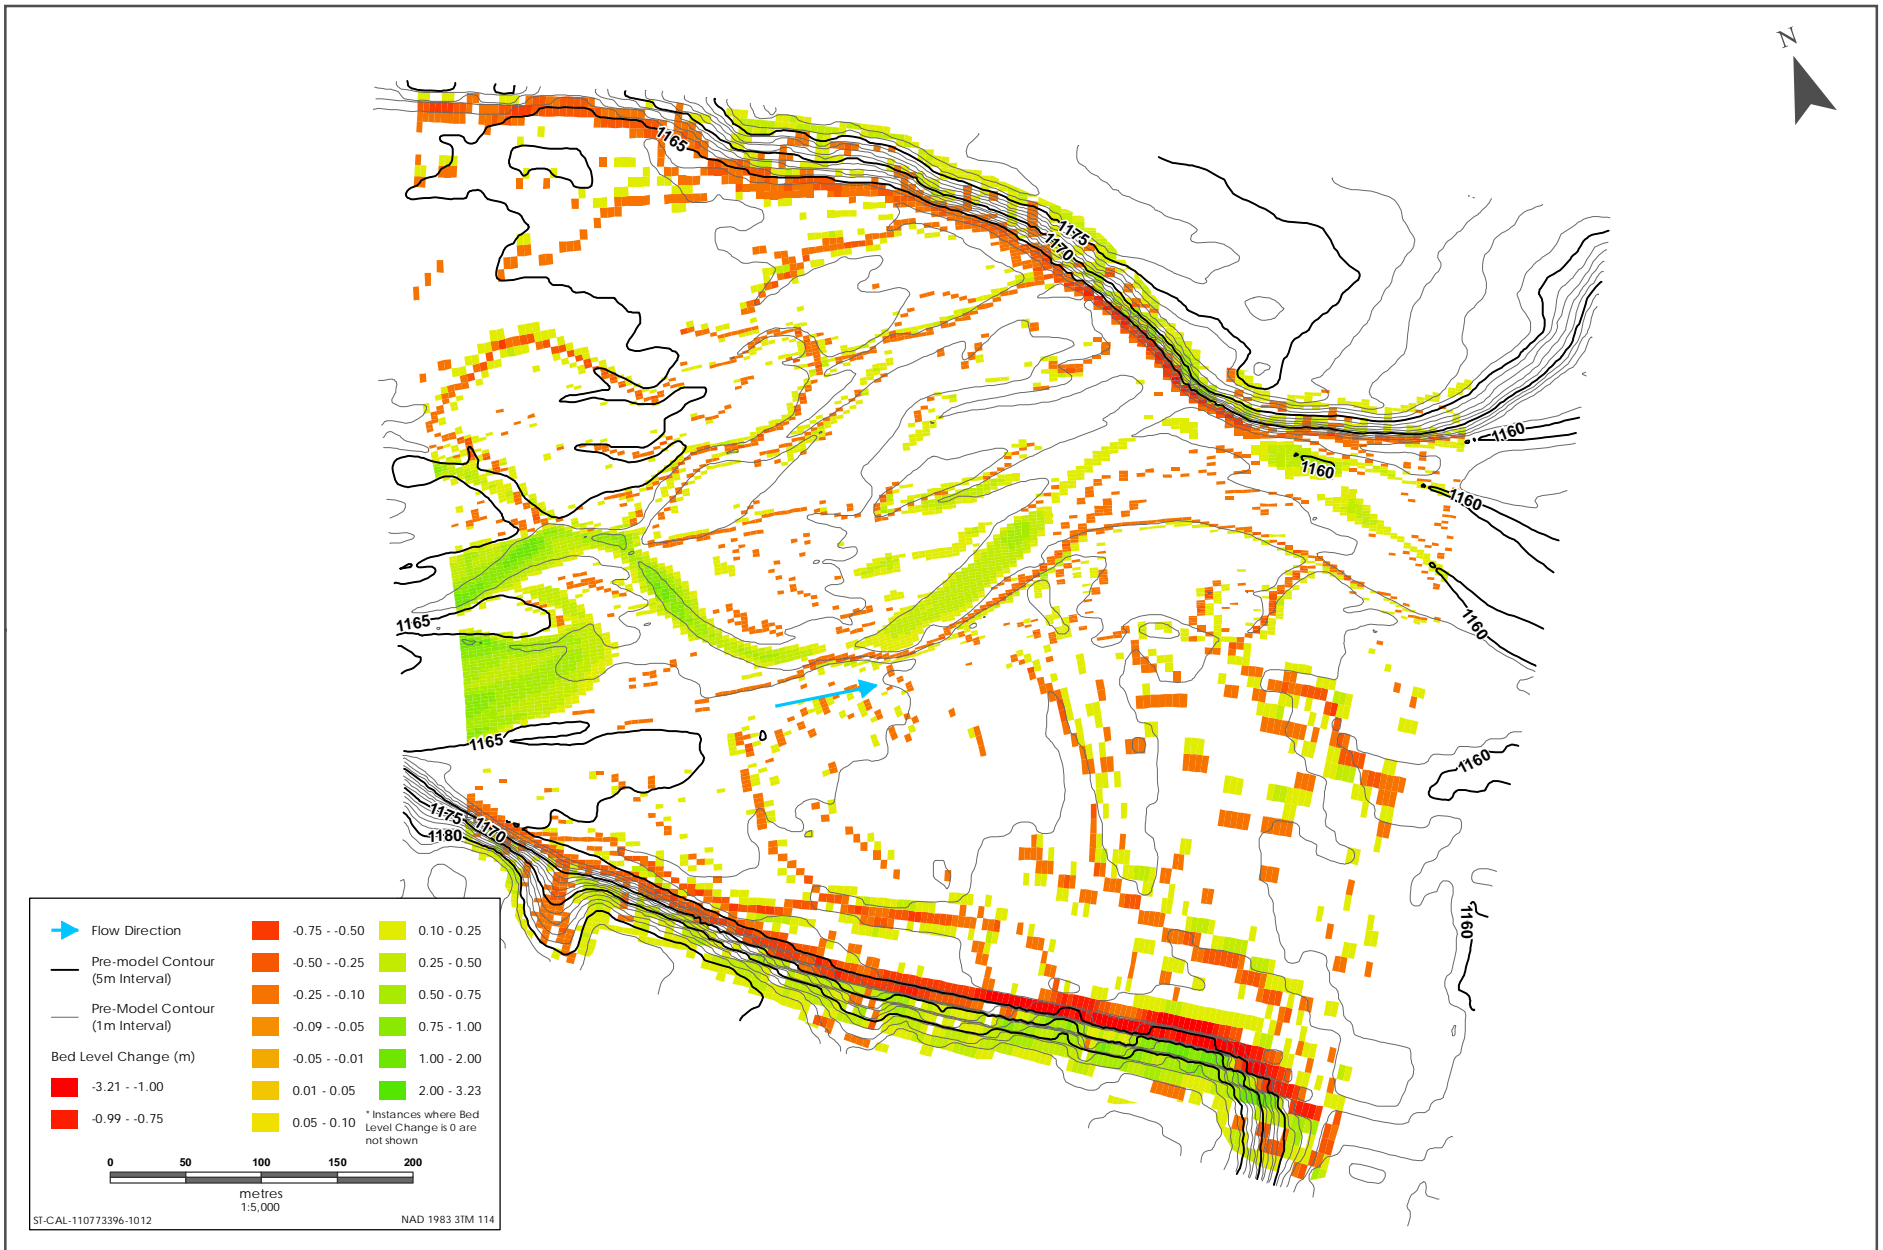 N
1165
1175
1170
1160
1160
1160
1165
1160
1165
1160
1175
1170
1180
1160
Flow Direction
Pre-model Contour
(5m Interval)
Pre-Model Contour
(1m Interval)
Bed Level Change (m)
-3.21 - -1.00
-0.99 - -0.75
-0.75 - -0.50
-0.50 - -0.25
-0.25 - -0.10
-0.09 - -0.05
-0.05 - -0.01
0.01 - 0.05
0.05 - 0.10
0.10 - 0.25
0.25 - 0.50
0.50 - 0.75
0.75 - 1.00
1.00 - 2.00
2.00 - 3.23
* Instances where Bed
Level Change is 0 are
not shown
0 50 100 150 200
metres
1:5,000
ST-CAL-110773396-1012
NAD 1983 3TM 114